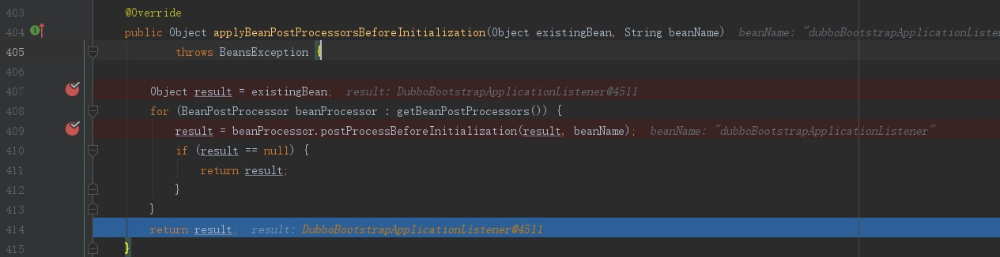 403 @Override
404 public Object applyBeanPostProcessorsBeforeInitialization(Object existingBean, String beanName) beanName: "dubboBootstrapApplicationListen
405 throws BeansException {
406
407 Object result = existingBean; result: DubboBootstrapApplicationListener@4511
408 for (BeanPostProcessor beanProcessor : getBeanPostProcessors()) {
409 result = beanProcessor.postProcessBeforeInitialization(result, beanName); beanName: "dubboBootstrapApplicationListener"
410 if (result == null) {
411 return result;
412 }
413 }
414 return result; result: DubboBootstrapApplicationListener@4511
415 }